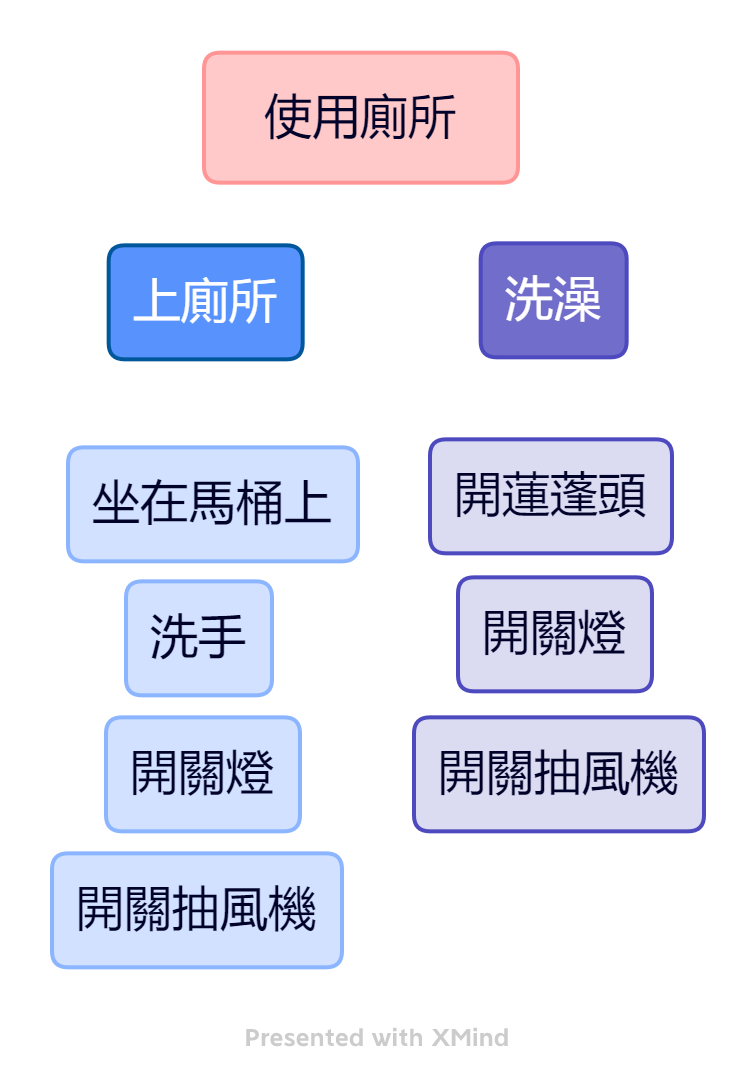 使用廁所
上廁所
洗澡
坐在馬桶上
洗手
開關燈
開關抽風機
開蓮蓬頭
開關燈
開關抽風機
Presented with XMind